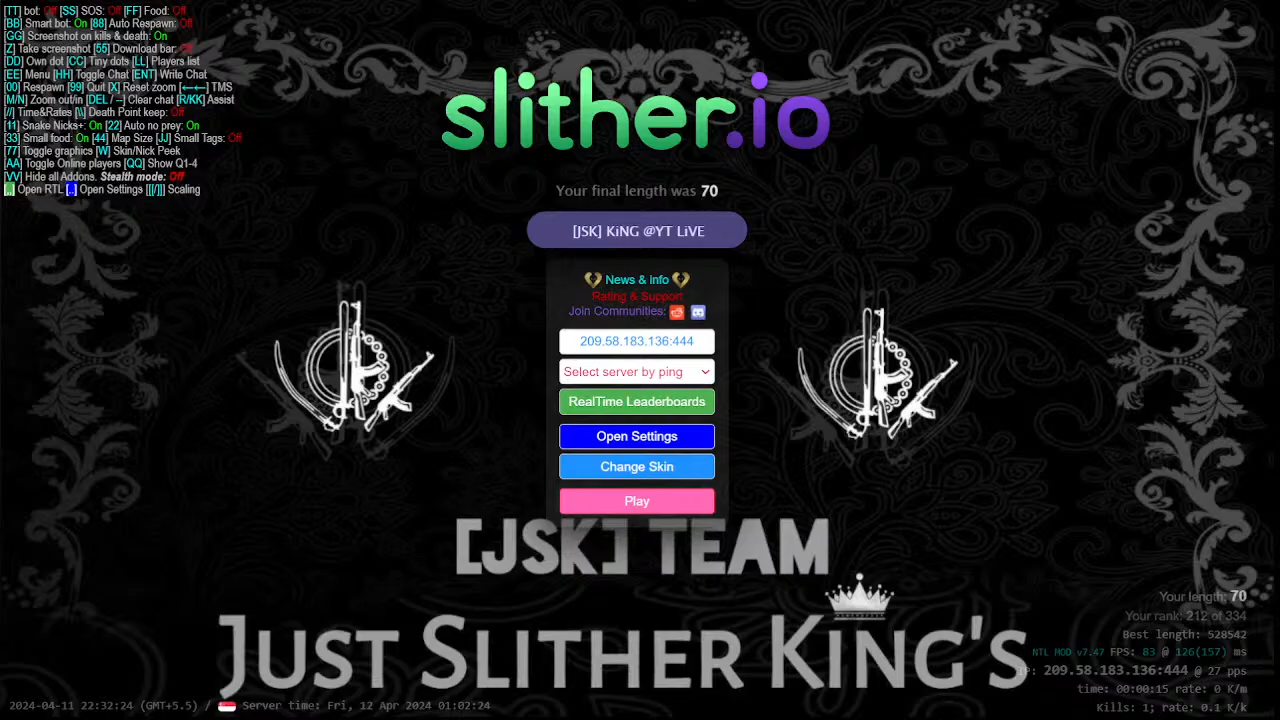 [TT] bot: Off [SS] SOS: Off [FF] Food: Off
[BB] Smart bot: On [88] Auto Respawn: Off
[GG] Screenshot on kills & death: On
[Z] Take screenshot [55] Download bar: Off
[DD] Own dot [CC] Tiny dots [LL] Players list
[EE] Menu [HH] Toggle Chat [ENT] Write Chat
[00] Respawn [99] Quit [X] Reset zoom [←–←] TMS
[M/N] Zoom out/in [DEL / –] Clear chat [R/KK] Assist
[//] Time&Rates [\\] Death Point keep: Off
[11] Snake Nicks+: On [22] Auto no prey: On
[33] Small food: On [44] Map Size [JJ] Small Tags: Off
[77] Toggle graphics [W] Skin/Nick Peek
[AA] Toggle Online players [QQ] Show Q1-4
[VV] Hide all Addons. Stealth mode: Off
[,] Open RTL [.] Open Settings [[[/]]] Scaling
slither.io
Your final length was 70
[JSK] KiNG @YT LiVE
News & Info
Rating & Support
Join Communities:
209.58.183.136:444
Select server by ping
RealTime Leaderboards
Open Settings
Change Skin
Play
[JSK] TEAM
Just Slither King's
Your length: 70
Your rank: 212 of 334
Best length: 528542
NTL MOD v7.47 FPS: 83 @ 126(157) ms
IP: 209.58.183.136:444 @ 27 pps
time: 00:00:15 rate: 0 K/m
Kills: 1; rate: 0.1 K/k
2024-04-11 22:32:24 (GMT+5.5) / Server time: Fri, 12 Apr 2024 01:02:24